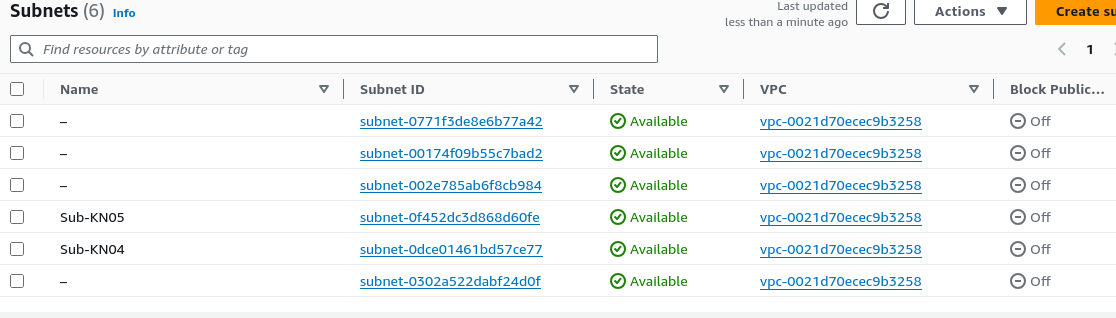 Subnets (6) Info
Last updated
less than a minute ago
Actions
Create su
Find resources by attribute or tag
1
Name Subnet ID State VPC Block Public...
– subnet-0771f3de8e6b77a42 Available vpc-0021d70ecec9b3258 Off
– subnet-00174f09b55c7bad2 Available vpc-0021d70ecec9b3258 Off
– subnet-002e785ab6f8cb984 Available vpc-0021d70ecec9b3258 Off
Sub-KN05 subnet-0f452dc3d868d60fe Available vpc-0021d70ecec9b3258 Off
Sub-KN04 subnet-0dce01461bd57ce77 Available vpc-0021d70ecec9b3258 Off
– subnet-0302a522dabf24d0f Available vpc-0021d70ecec9b3258 Off